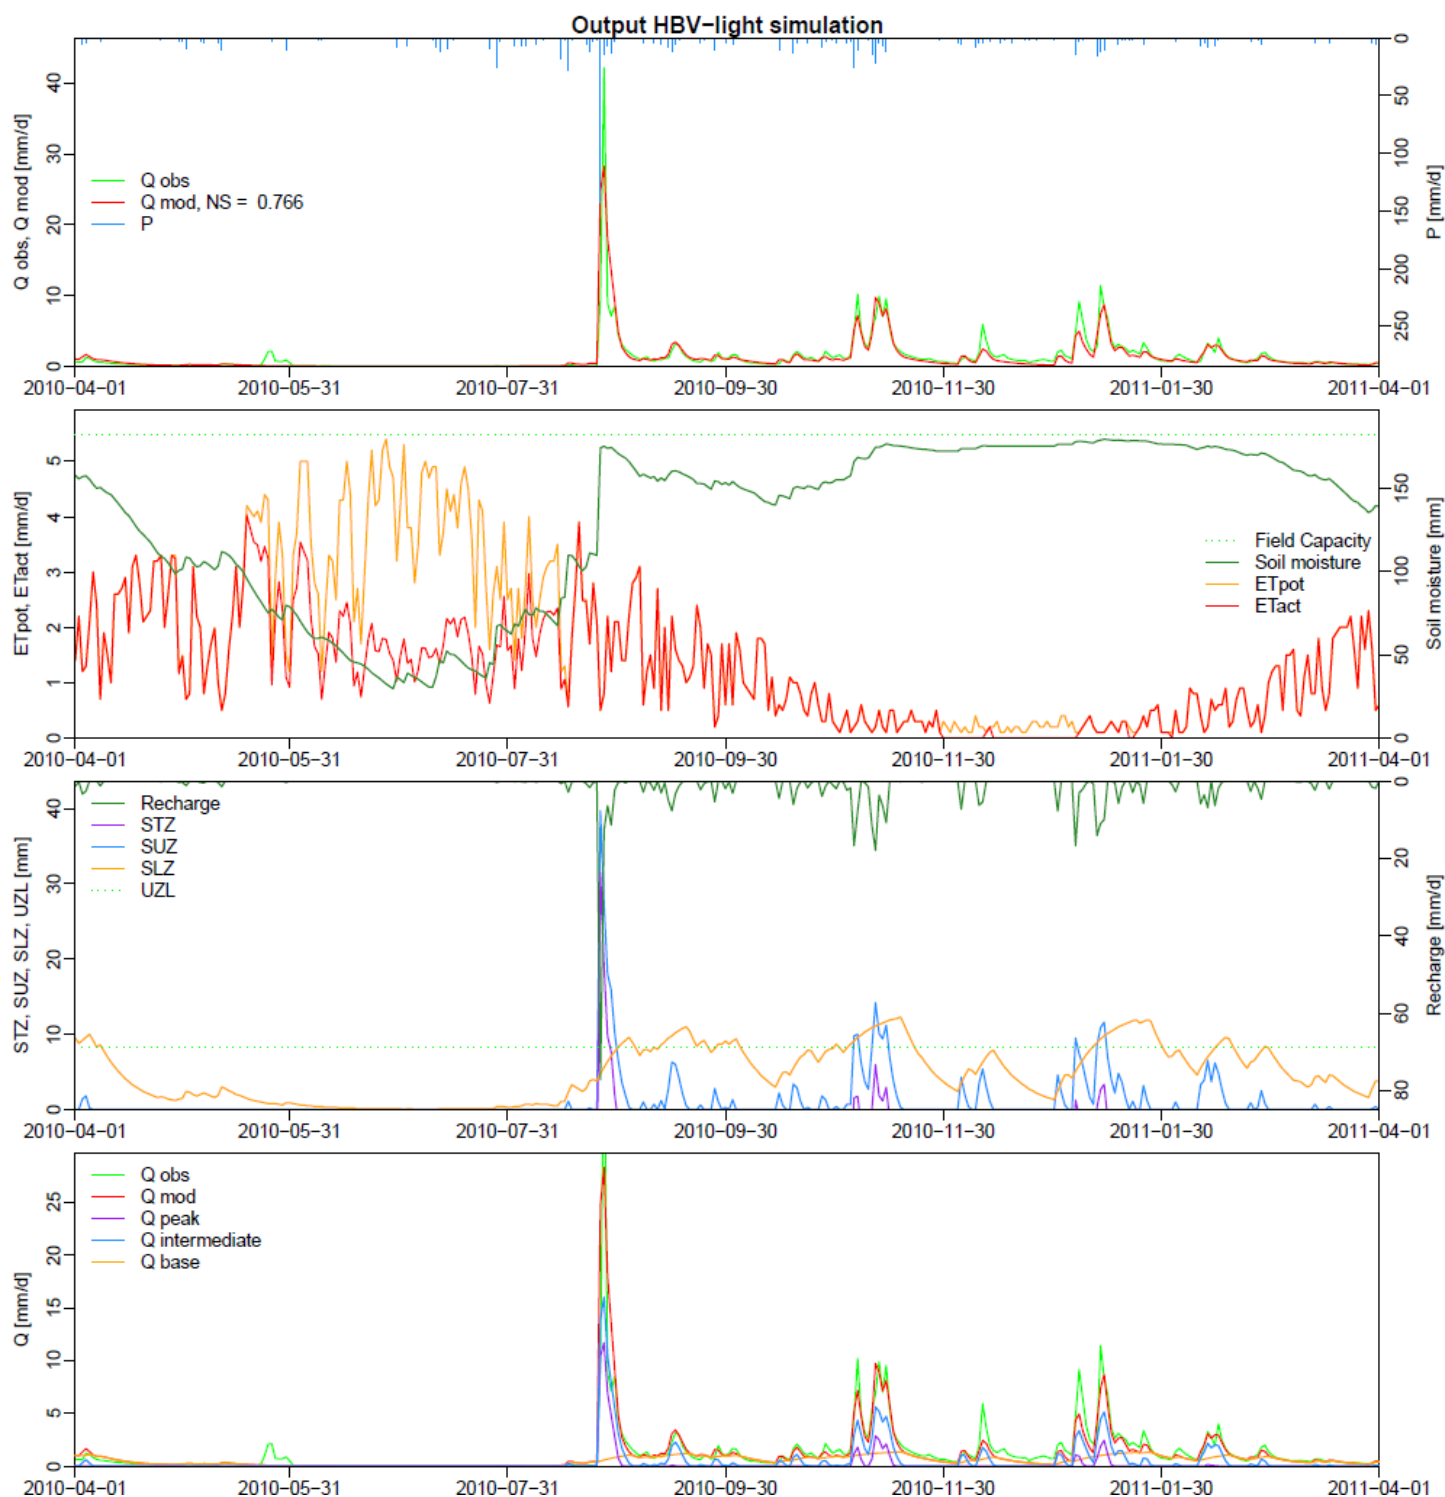 Output HBV−light simulation
Q obs, Q mod [mm/d]
0 10 20 30 40
Q obs
Q mod, NS = 0.766
P
0 50 100 150 200 250
P [mm/d]
2010−04−01 2010−05−31 2010−07−31 2010−09−30 2010−11−30 2011−01−30 2011−04−01
ETpot, ETact [mm/d]
0 1 2 3 4 5
Field Capacity
Soil moisture
ETpot
ETact
0 50 100 150
Soil moisture [mm]
2010−04−01 2010−05−31 2010−07−31 2010−09−30 2010−11−30 2011−01−30 2011−04−01
STZ, SUZ, SLZ, UZL [mm]
0 10 20 30 40
Recharge
STZ
SUZ
SLZ
UZL
0 20 40 60 80
Recharge [mm/d]
2010−04−01 2010−05−31 2010−07−31 2010−09−30 2010−11−30 2011−01−30 2011−04−01
Q [mm/d]
0 5 10 15 20 25
Q obs
Q mod
Q peak
Q intermediate
Q base
2010−04−01 2010−05−31 2010−07−31 2010−09−30 2010−11−30 2011−01−30 2011−04−01